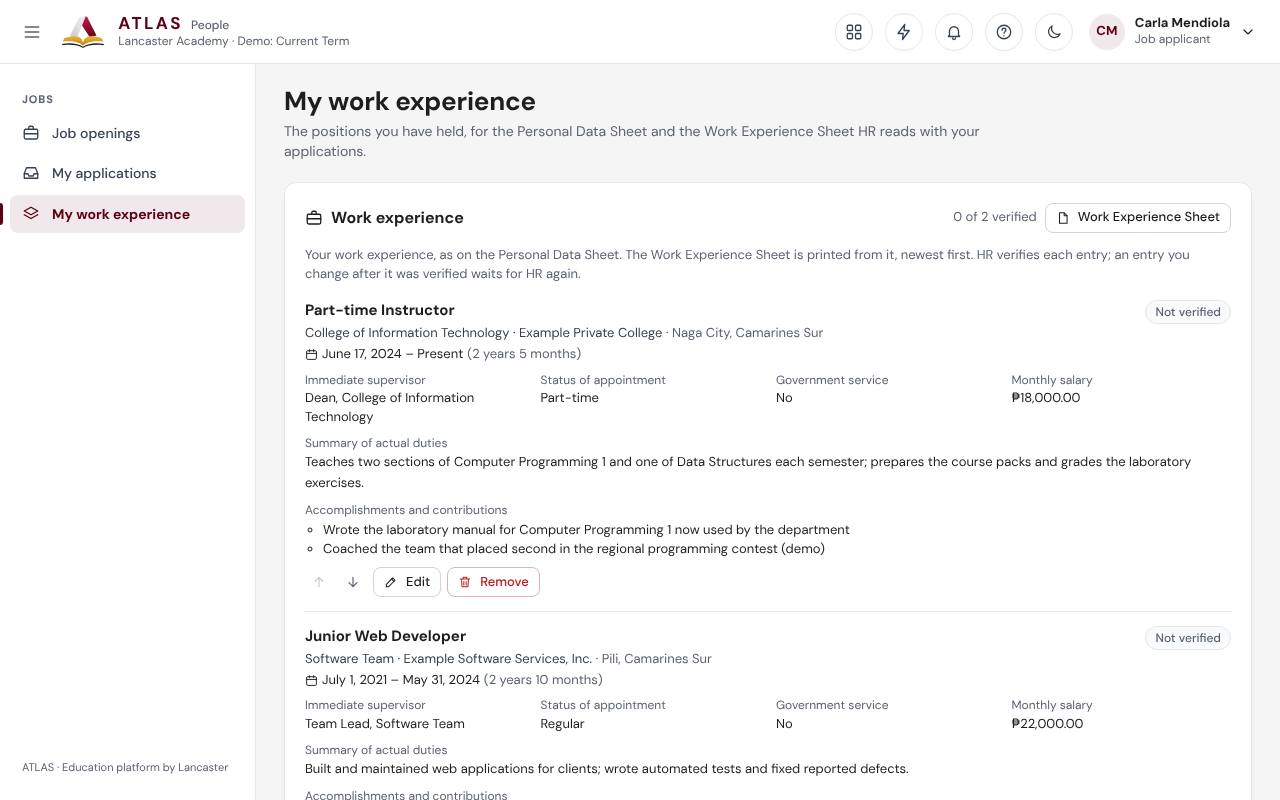 ATLAS People
Lancaster Academy · Demo: Current Term
CM
Carla Mendiola
Job applicant
JOBS
Job openings
My applications
My work experience
ATLAS · Education platform by Lancaster
My work experience
The positions you have held, for the Personal Data Sheet and the Work Experience Sheet HR reads with your
applications.
Work experience
0 of 2 verified
Work Experience Sheet
Your work experience, as on the Personal Data Sheet. The Work Experience Sheet is printed from it, newest first. HR verifies each entry; an entry you
change after it was verified waits for HR again.
Part-time Instructor
Not verified
College of Information Technology · Example Private College · Naga City, Camarines Sur
June 17, 2024 – Present (2 years 5 months)
Immediate supervisor
Dean, College of Information
Technology
Status of appointment
Part-time
Government service
No
Monthly salary
₱18,000.00
Summary of actual duties
Teaches two sections of Computer Programming 1 and one of Data Structures each semester; prepares the course packs and grades the laboratory
exercises.
Accomplishments and contributions
Wrote the laboratory manual for Computer Programming 1 now used by the department
Coached the team that placed second in the regional programming contest (demo)
Edit
Remove
Junior Web Developer
Not verified
Software Team · Example Software Services, Inc. · Pili, Camarines Sur
July 1, 2021 – May 31, 2024 (2 years 10 months)
Immediate supervisor
Team Lead, Software Team
Status of appointment
Regular
Government service
No
Monthly salary
₱22,000.00
Summary of actual duties
Built and maintained web applications for clients; wrote automated tests and fixed reported defects.
Accomplishments and contributions